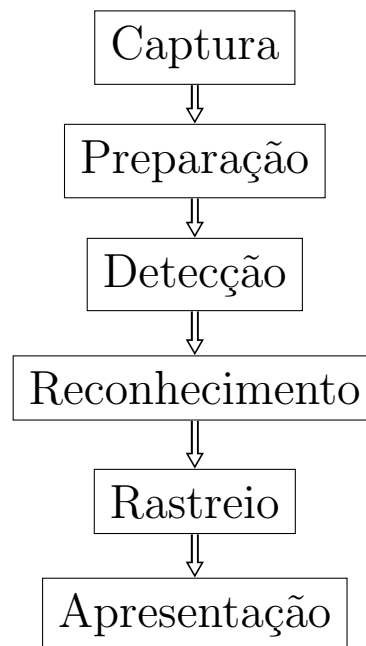 Captura
Preparação
Detecção
Reconhecimento
Rastreio
Apresentação